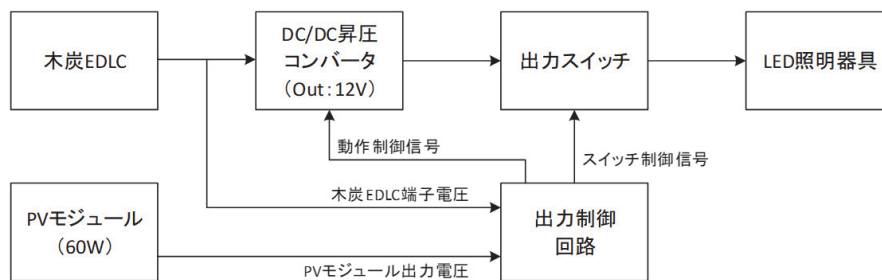 木炭EDLC
DC/DC昇圧
コンバータ
（Out：12V）
出力スイッチ
LED照明器具
動作制御信号
スイッチ制御信号
木炭EDLC端子電圧
PVモジュール
（60W）
出力制御
回路
PVモジュール出力電圧